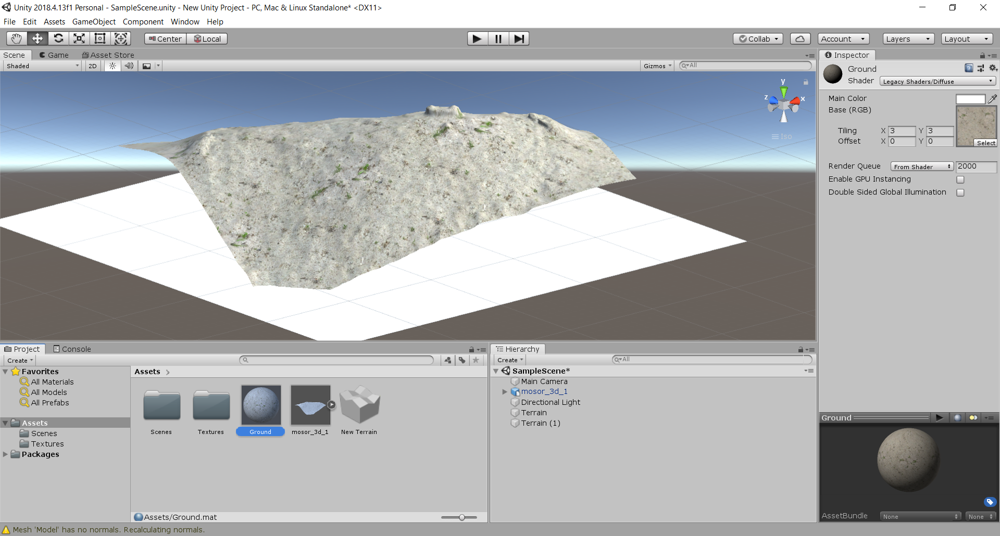 Unity 2018.4.13f1 Personal - SampleScene.unity - New Unity Project - PC, Mac & Linux Standalone* <DX11>
File Edit Assets GameObject Component Window Help
Center Local Collab Account Layers Layout
Scene Game Asset Store
Shaded 2D Gizmos All
y
z x
Iso
Inspector
Ground
Shader Legacy Shaders/Diffuse
Main Color
Base (RGB)
Tiling X 3 Y 3
Offset X 0 Y 0
Select
Render Queue From Shader 2000
Enable GPU Instancing
Double Sided Global Illumination
Project Console
Create
Favorites
All Materials
All Models
All Prefabs
Assets
Scenes
Textures
Packages
Assets
Scenes Textures Ground mosor_3d_1 New Terrain
Assets/Ground.mat
Hierarchy
Create All
SampleScene*
Main Camera
mosor_3d_1
Directional Light
Terrain
Terrain (1)
Ground
AssetBundle None None
Mesh 'Model' has no normals. Recalculating normals.